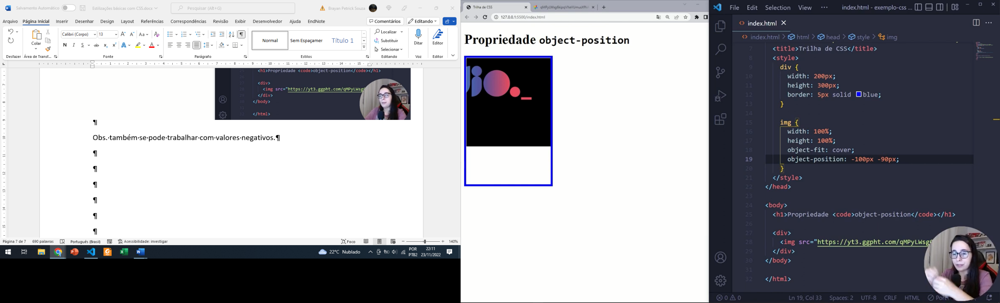 Salvamento Automático
Estilizações básicas com CSS.docx
Pesquisar (Alt+G)
Brayan Petrick Souza
Arquivo
Página Inicial
Inserir
Desenhar
Design
Layout
Referências
Correspondências
Revisão
Exibir
Desenvolvedor
Ajuda
EndNote
Comentários
Editando
Colar
Calibri (Corpo)
13
Normal
Sem Espaçamer
Título 1
Localizar
Substituir
Selecionar
Ditar
Editor
Desfazer
Área de Transf...
Fonte
Parágrafo
Estilos
Editando
Voz
Editor
25 <h1>Propriedade <code>object-position</code></h1>
26
27 <div>
28 <img src="https://yt3.ggpht.com/qMPyLWsg
29 </div>
30 </body>
31
32 </html>
¶
Obs.·também·se·pode·trabalhar·com·valores·negativos.¶
¶
¶
¶
¶
¶
¶
Página 7 de 7
690 palavras
Português (Brasil)
Acessibilidade: investigar
Foco
140%
22°C Nublado
POR
PTB2
22:11
23/11/2022
Trilha de CSS
127.0.0.1:5500/index.html
Propriedade object-position
File Edit Selection View ···
index.html - exemplo-css ...
index.html
index.html > html > head > style > img
7 <title>Trilha de CSS</title>
8 <style>
9 div {
10 width: 200px;
11 height: 300px;
12 border: 5px solid blue;
13 }
14
15 img {
16 width: 100%;
17 height: 100%;
18 object-fit: cover;
19 object-position: -100px -90px;
20 }
21 </style>
22 </head>
23
24 <body>
25 <h1>Propriedade <code>object-position</code></h1>
26
27 <div>
28 <img src="https://yt3.ggpht.com/qMPyLWsg6
29 </div>
30 </body>
31
32 </html>
0 0
Ln 19, Col 33
Spaces: 2
UTF-8
CRLF
HTML